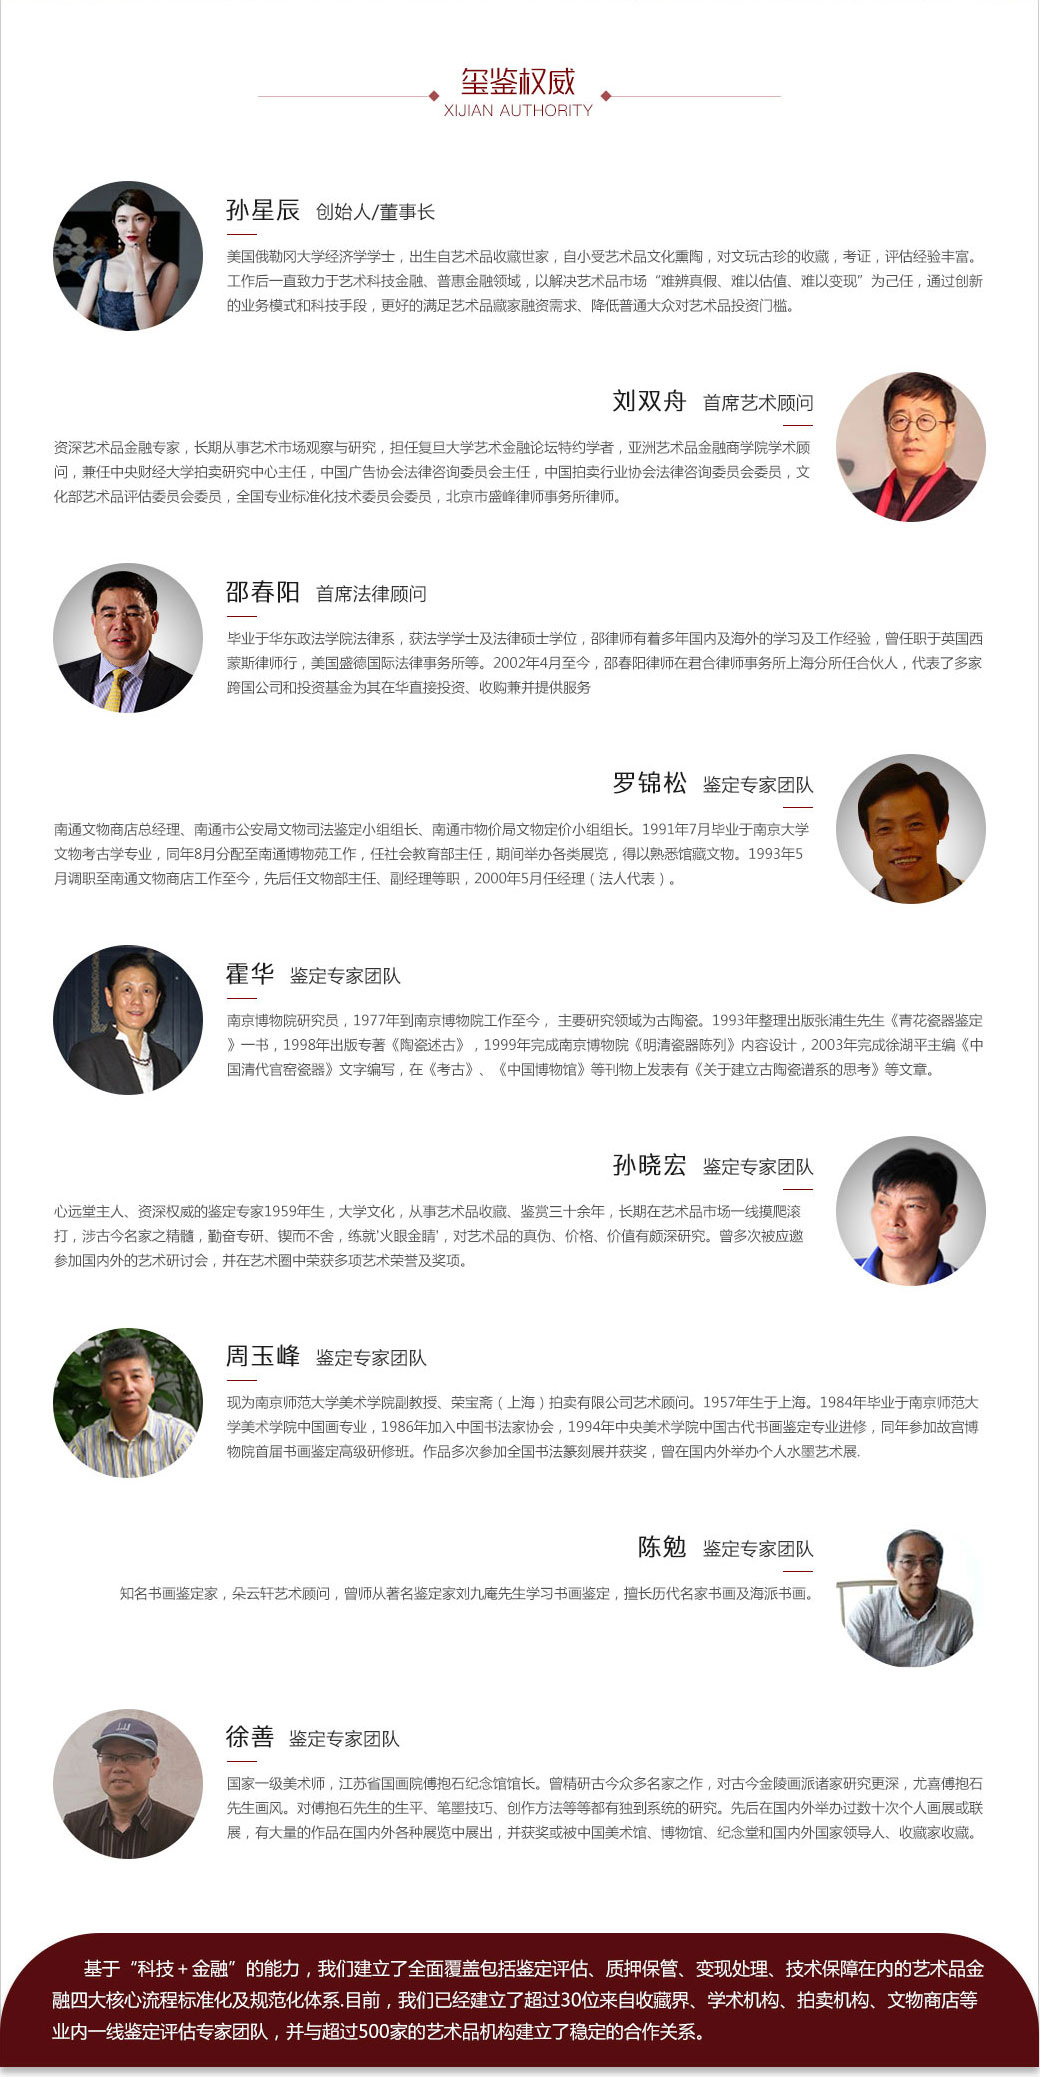 玺鉴权威
XIJIAN AUTHORITY
孙星辰 创始人/董事长
美国俄勒冈大学经济学学士，出生自艺术品收藏世家，自小受艺术品文化熏陶，对文玩古珍的收藏，考证，评估经验丰富。
工作后一直致力于艺术科技金融、普惠金融领域，以解决艺术品市场“难辨真假、难以估值、难以变现”为己任，通过创新
的业务模式和科技手段，更好的满足艺术品藏家融资需求、降低普通大众对艺术品投资门槛。
刘双舟 首席艺术顾问
资深艺术品金融专家，长期从事艺术市场观察与研究，担任复旦大学艺术金融论坛特约学者，亚洲艺术品金融商学院学术顾
问，兼任中央财经大学拍卖研究中心主任，中国广告协会法律咨询委员会主任，中国拍卖行业协会法律咨询委员会委员，文
化部艺术品评估委员会委员，全国专业标准化技术委员会委员，北京市盛峰律师事务所律师。
邵春阳 首席法律顾问
毕业于华东政法学院法律系，获法学学士及法律硕士学位，邵律师有着多年国内及海外的学习及工作经验，曾任职于英国西
蒙斯律师行，美国盛德国际法律事务所等。2002年4月至今，邵春阳律师在君合律师事务所上海分所任合伙人，代表了多家
跨国公司和投资基金为其在华直接投资、收购兼并提供服务
罗锦松 鉴定专家团队
南通文物商店总经理、南通市公安局文物司法鉴定小组组长、南通市物价局文物定价小组组长。1991年7月毕业于南京大学
文物考古学专业，同年8月分配至南通博物苑工作，任社会教育部主任，期间举办各类展览，得以熟悉馆藏文物。1993年5
月调职至南通文物商店工作至今，先后任文物部主任、副经理等职，2000年5月任经理（法人代表）。
霍华 鉴定专家团队
南京博物院研究员，1977年到南京博物院工作至今， 主要研究领域为古陶瓷。1993年整理出版张浦生先生《青花瓷器鉴定
》一书，1998年出版专著《陶瓷述古》，1999年完成南京博物院《明清瓷器陈列》内容设计，2003年完成徐湖平主编《中
国清代官窑瓷器》文字编写，在《考古》、《中国博物馆》等刊物上发表有《关于建立古陶瓷谱系的思考》等文章。
孙晓宏 鉴定专家团队
心远堂主人、资深权威的鉴定专家1959年生，大学文化，从事艺术品收藏、鉴赏三十余年，长期在艺术品市场一线摸爬滚
打，涉古今名家之精髓，勤奋专研、锲而不舍，练就'火眼金睛'，对艺术品的真伪、价格、价值有颇深研究。曾多次被应邀
参加国内外的艺术研讨会，并在艺术圈中荣获多项艺术荣誉及奖项。
周玉峰 鉴定专家团队
现为南京师范大学美术学院副教授、荣宝斋（上海）拍卖有限公司艺术顾问。1957年生于上海。1984年毕业于南京师范大
学美术学院中国画专业，1986年加入中国书法家协会，1994年中央美术学院中国古代书画鉴定专业进修，同年参加故宫博
物院首届书画鉴定高级研修班。作品多次参加全国书法篆刻展并获奖，曾在国内外举办个人水墨艺术展.
陈勉 鉴定专家团队
知名书画鉴定家，朵云轩艺术顾问，曾师从著名鉴定家刘九庵先生学习书画鉴定，擅长历代名家书画及海派书画。
徐善 鉴定专家团队
国家一级美术师，江苏省国画院傅抱石纪念馆馆长。曾精研古今众多名家之作，对古今金陵画派诸家研究更深，尤喜傅抱石
先生画风。对傅抱石先生的生平、笔墨技巧、创作方法等等都有独到系统的研究。先后在国内外举办过数十次个人画展或联
展，有大量的作品在国内外各种展览中展出，并获奖或被中国美术馆、博物馆、纪念堂和国内外国家领导人、收藏家收藏。
基于“科技+金融”的能力，我们建立了全面覆盖包括鉴定评估、质押保管、变现处理、技术保障在内的艺术品金
融四大核心流程标准化及规范化体系.目前，我们已经建立了超过30位来自收藏界、学术机构、拍卖机构、文物商店等
业内一线鉴定评估专家团队，并与超过500家的艺术品机构建立了稳定的合作关系。